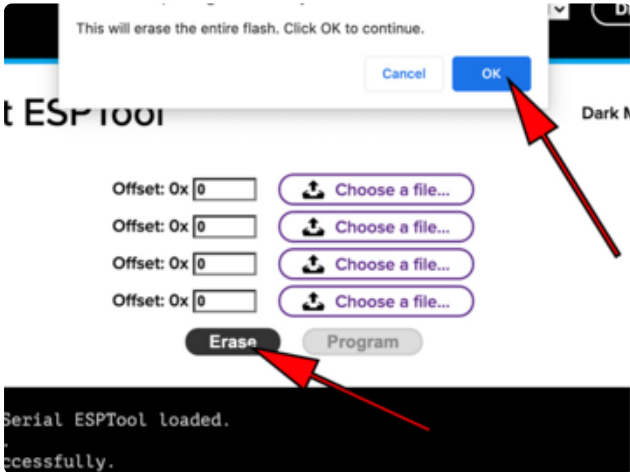 This will erase the entire flash. Click OK to continue.
Cancel OK
t ESPTool
Dark
Offset: 0x 0 Choose a file...
Offset: 0x 0 Choose a file...
Offset: 0x 0 Choose a file...
Offset: 0x 0 Choose a file...
Erase Program
Serial ESPTool loaded.
ccessfully.